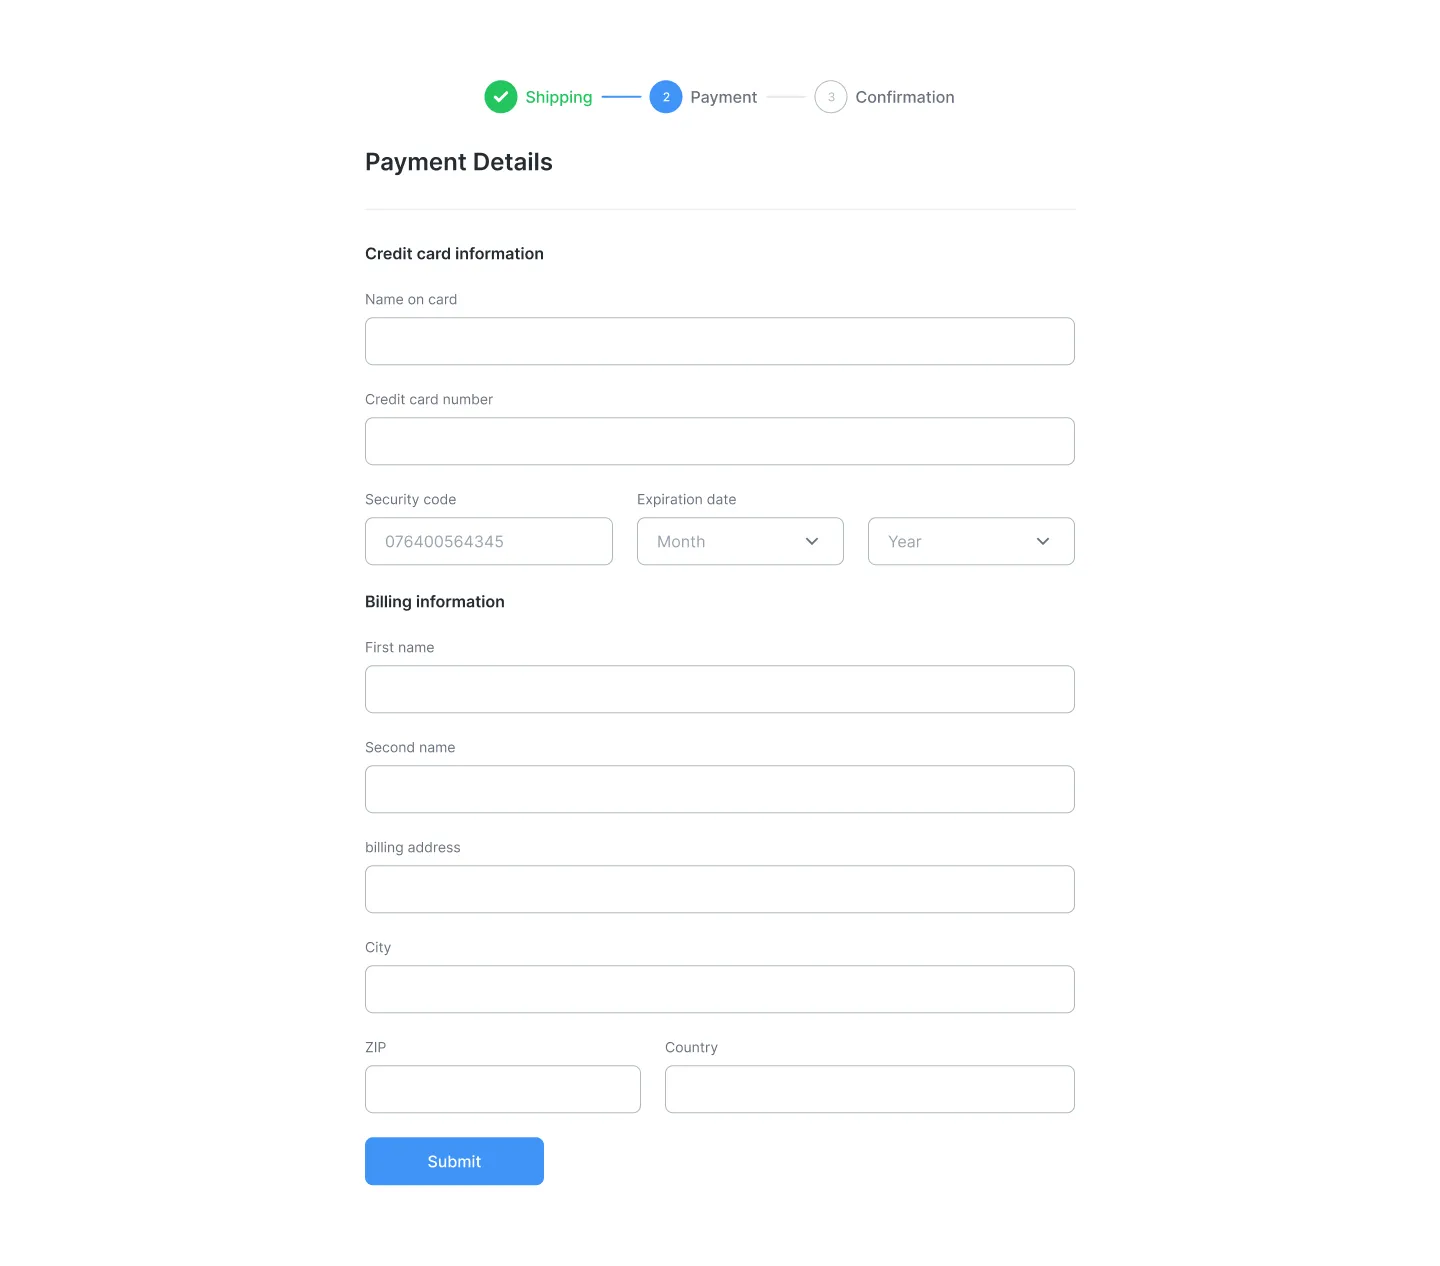 Shipping 2 Payment 3 Confirmation
Payment Details
Credit card information
Name on card
Credit card number
Security code Expiration date
076400564345 Month Year
Billing information
First name
Second name
billing address
City
ZIP Country
Submit